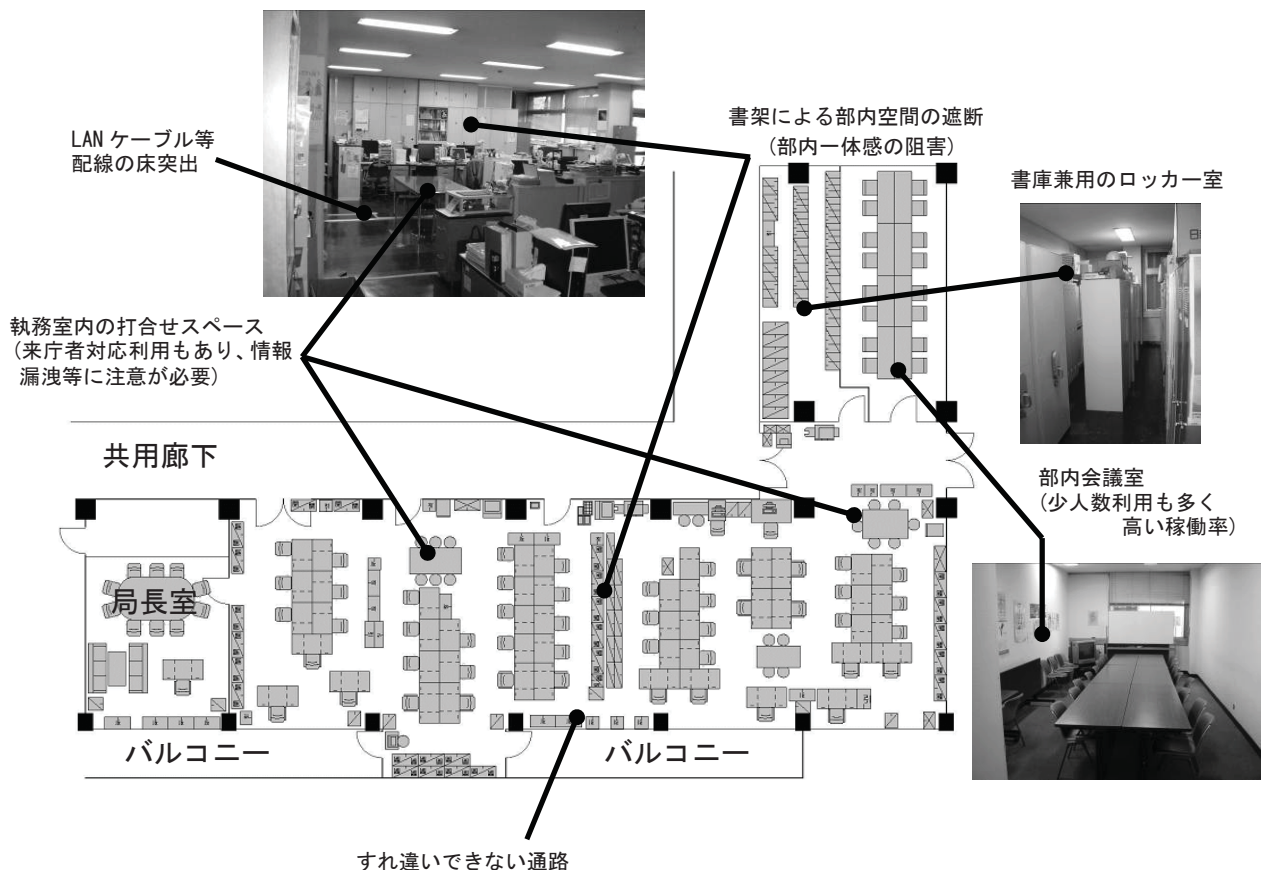 LANケーブル等
配線の床突出
書架による部内空間の遮断
(部内一体感の阻害)
書庫兼用のロッカー室
執務室内の打合せスペース
(来庁者対応利用もあり、情報
漏洩等に注意が必要)
共用廊下
部内会議室
(少人数利用も多く
高い稼働率)
局長室
バルコニー
バルコニー
すれ違いできない通路